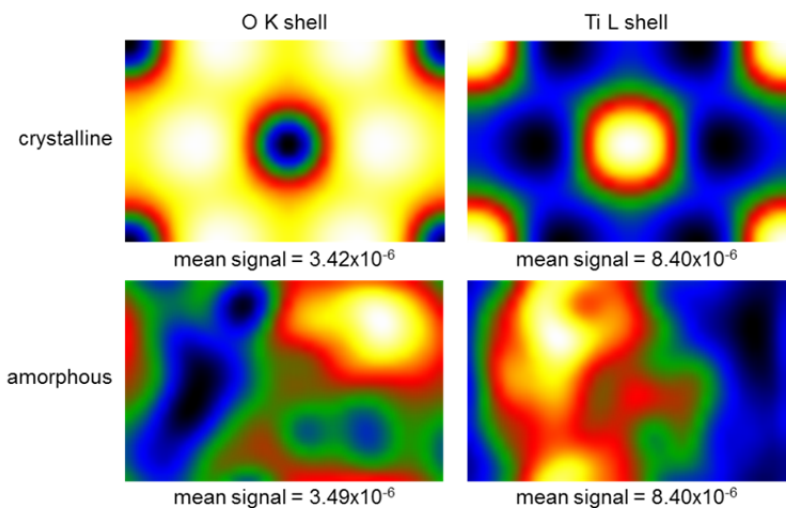 O K shell
Ti L shell
crystalline
mean signal = 3.42x10⁻⁶
mean signal = 8.40x10⁻⁶
amorphous
mean signal = 3.49x10⁻⁶
mean signal = 8.40x10⁻⁶